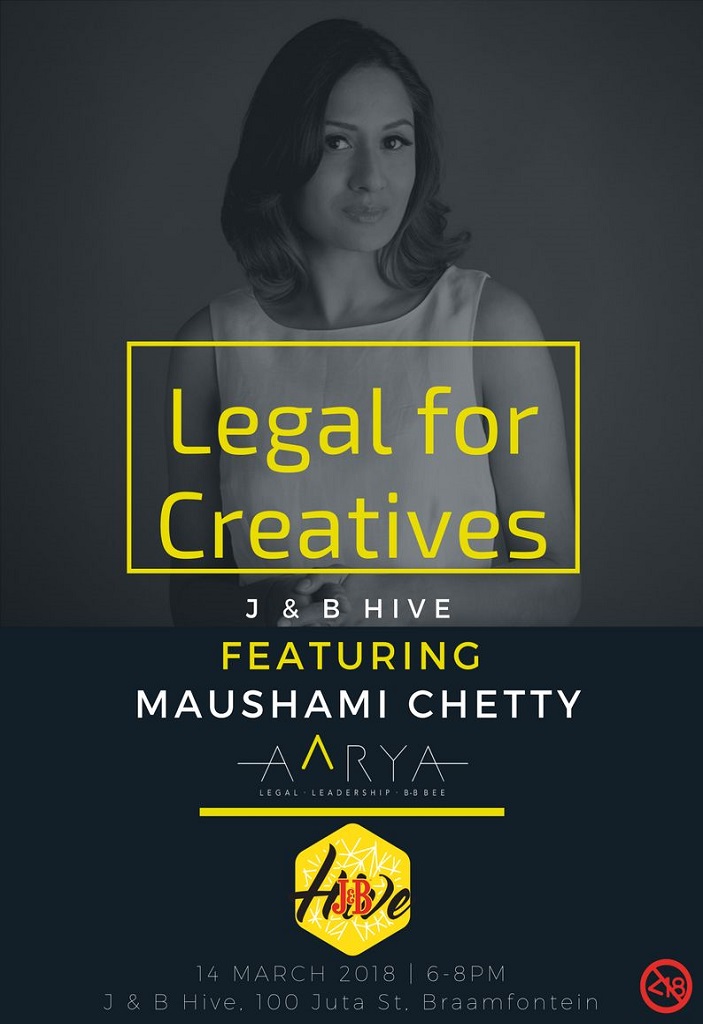 Legal for
Creatives
J & B HIVE
FEATURING
MAUSHAMI CHETTY
AARYA
LEGAL · LEADERSHIP · B-BBEE
Hive
J&B
14 MARCH 2018 | 6-8PM
J & B Hive, 100 Juta St, Braamfontein
<18